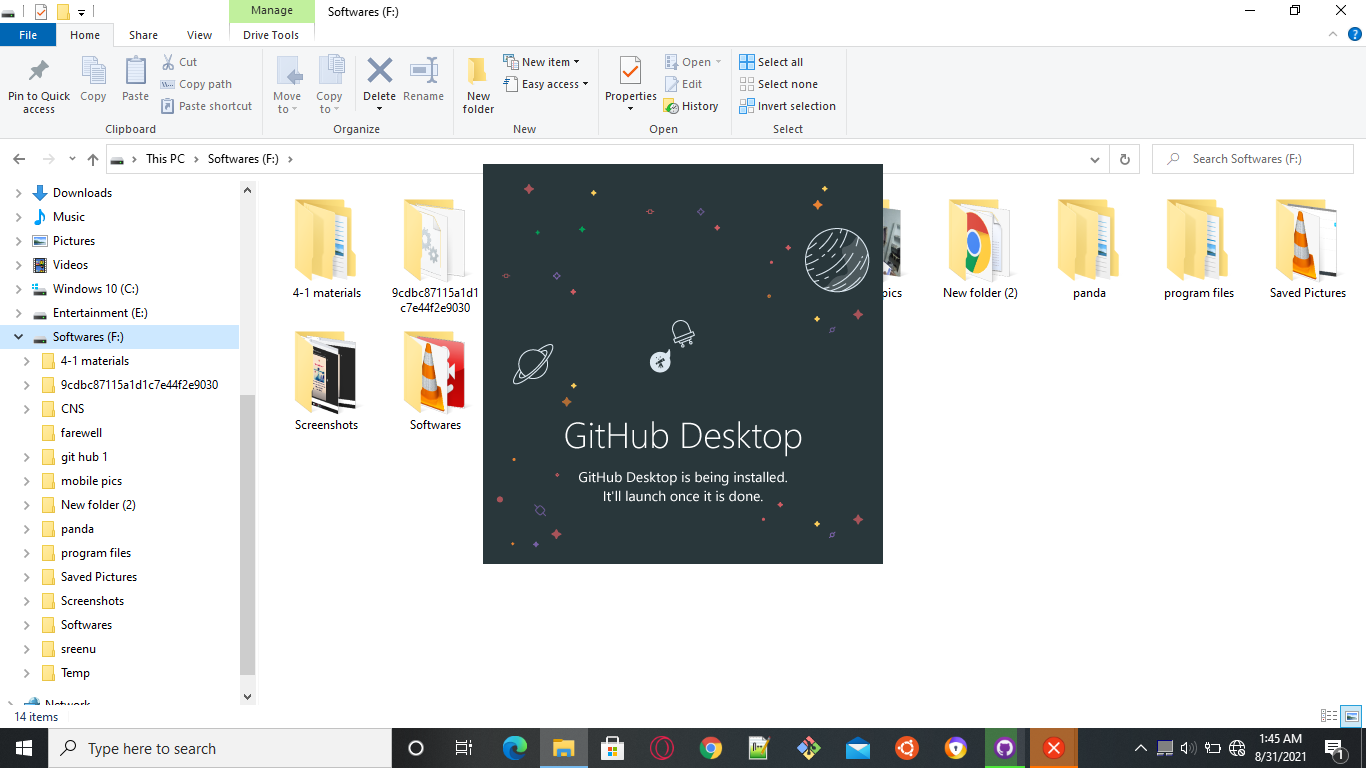 Manage
Softwares (F:)
File
Home
Share
View
Drive Tools
Pin to Quick
access
Copy
Paste
Cut
Copy path
Paste shortcut
Clipboard
Move
to
Copy
to
Delete
Rename
Organize
New
folder
New item
Easy access
New
Properties
Open
Edit
History
Open
Select all
Select none
Invert selection
Select
This PC
Softwares (F:)
Search Softwares (F:)
Downloads
Music
Pictures
Videos
Windows 10 (C:)
Entertainment (E:)
Softwares (F:)
4-1 materials
9cdbc87115a1d1c7e44f2e9030
CNS
farewell
git hub 1
mobile pics
New folder (2)
panda
program files
Saved Pictures
Screenshots
Softwares
sreenu
Temp
Network
4-1 materials
9cdbc87115a1d1
c7e44f2e9030
pics
New folder (2)
panda
program files
Saved Pictures
Screenshots
Softwares
GitHub Desktop
GitHub Desktop is being installed.
It'll launch once it is done.
14 items
Type here to search
1:45 AM
8/31/2021
1